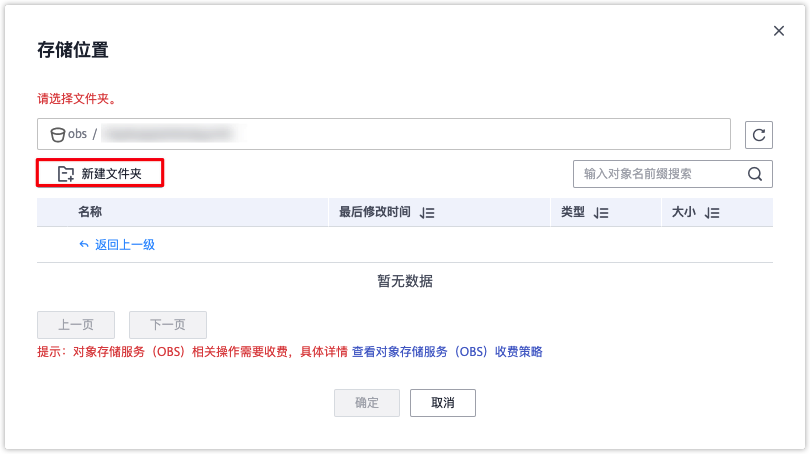 存储位置
请选择文件夹。
obs /
新建文件夹
输入对象名前缀搜索
名称 最后修改时间 类型 大小
返回上一级
暂无数据
上一页 下一页
提示：对象存储服务（OBS）相关操作需要收费，具体详情 查看对象存储服务（OBS）收费策略
确定 取消